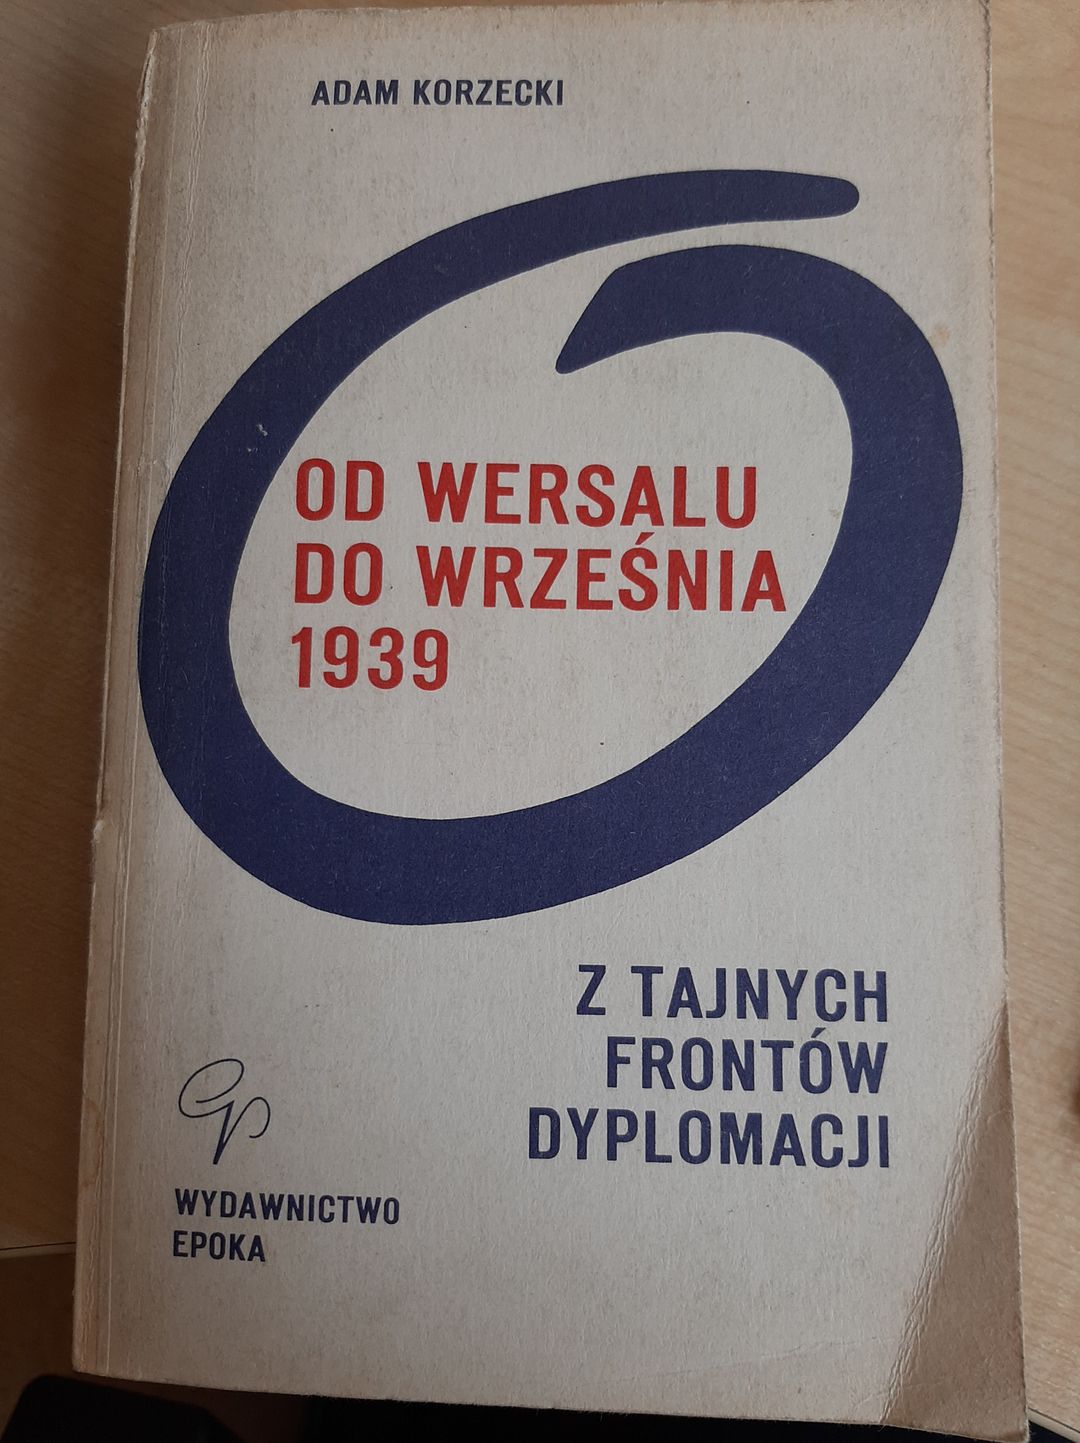 ADAM KORZECKI
OD WERSALU
DO WRZEŚNIA
1939
Z TAJNYCH
FRONTÓW
DYPLOMACJI
WYDAWNICTWO
EPOKA